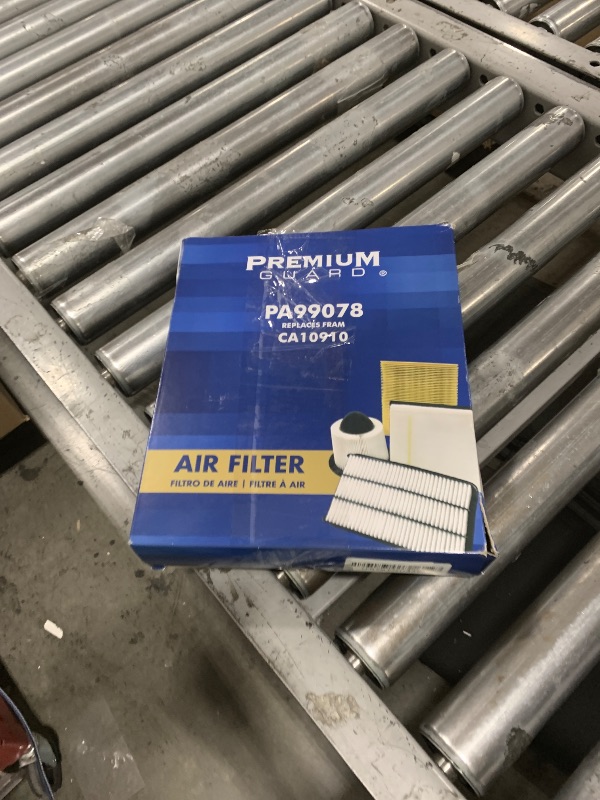 PREMIUM
GUARD®
PA99078
REPLACES FRAM
CA10910
AIR FILTER
FILTRO DE AIRE | FILTRE À AIR